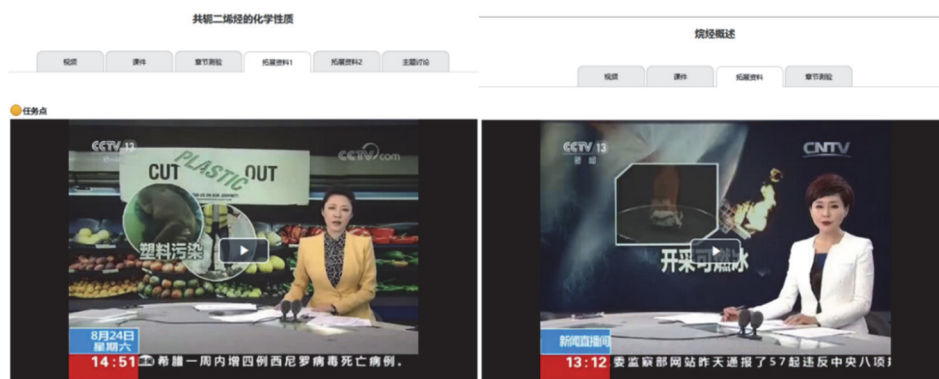 共轭二烯烃的化学性质
视频 课件 章节测验 拓展资料1 拓展资料2 主题讨论
任务点
CCTV 13
CCTV.com
CUT PLASTIC OUT
塑料污染
8月24日
星期六
14:51 希腊一周内增四例西尼罗病毒死亡病例。
烷烃概述
视频 课件 拓展资料 章节测验
CCTV 13
CNTV
开采可燃冰
新闻直播间
13:12 委监察部网站昨天通报了57起违反中央八项